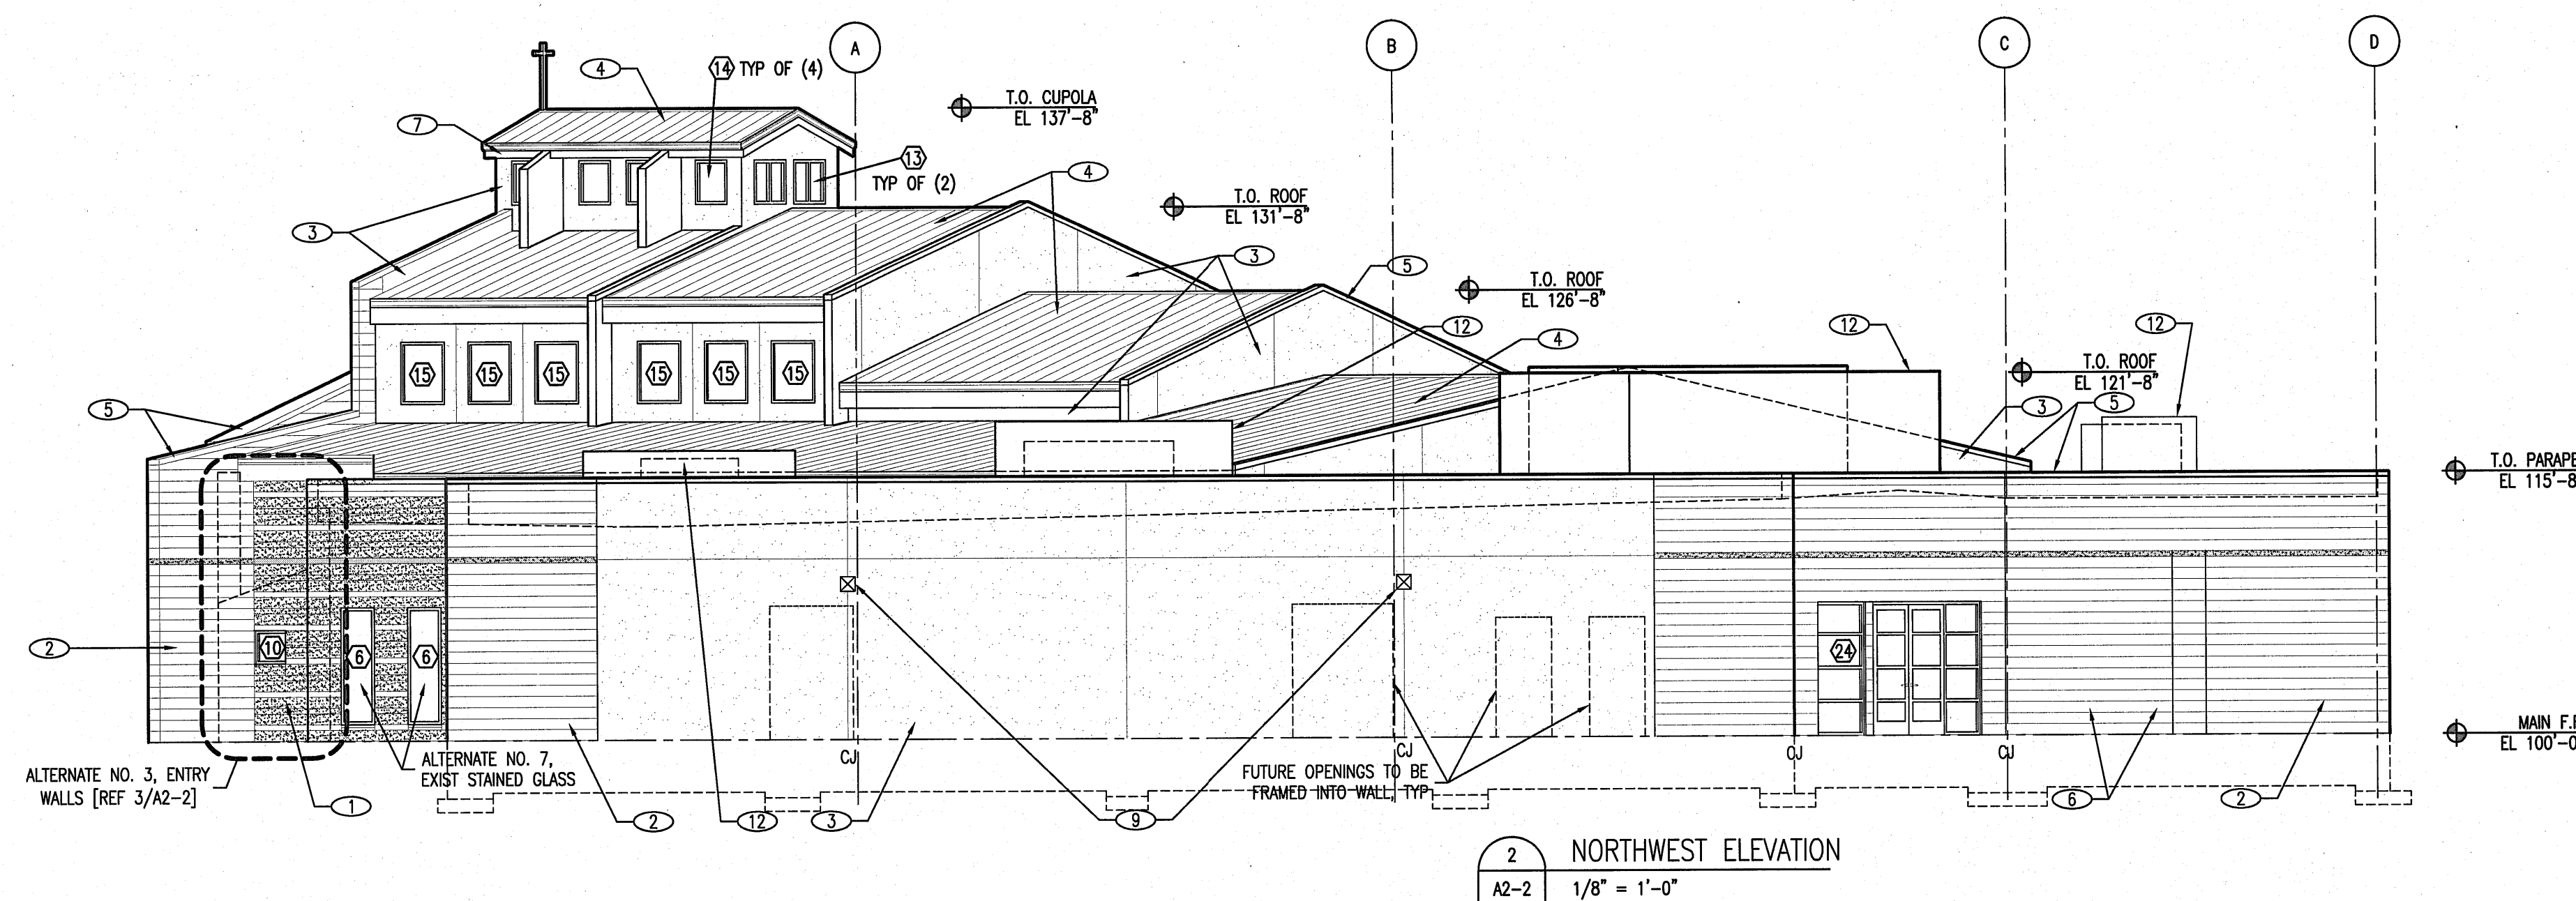 A
B
C
D
4
14 TYP OF (4)
T.O. CUPOLA
EL 137'-8"
7
13
TYP OF (2)
4
T.O. ROOF
EL 131'-8"
3
3
5
T.O. ROOF
EL 126'-8"
12
4
12
12
T.O. ROOF
EL 121'-8"
15
15
15
15
15
15
5
3
5
T.O. PARAPE
EL 115'-8
2
10
6
6
24
MAIN F.F
EL 100'-0
CJ
CJ
CJ
CJ
ALTERNATE NO. 3, ENTRY
WALLS [REF 3/A2-2]
ALTERNATE NO. 7,
EXIST STAINED GLASS
FUTURE OPENINGS TO BE
FRAMED INTO WALL, TYP
1
2
12
3
9
6
2
2
NORTHWEST ELEVATION
A2-2
1/8" = 1'-0"